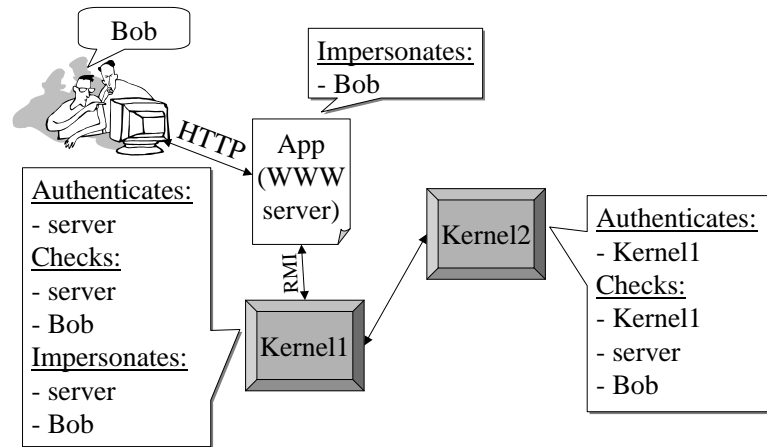 Bob
Impersonates:
- Bob
HTTP
App
(WWW
server)
Authenticates:
- server
Checks:
- server
- Bob
Impersonates:
- server
- Bob
RMI
Kernel1
Kernel2
Authenticates:
- Kernel1
Checks:
- Kernel1
- server
- Bob